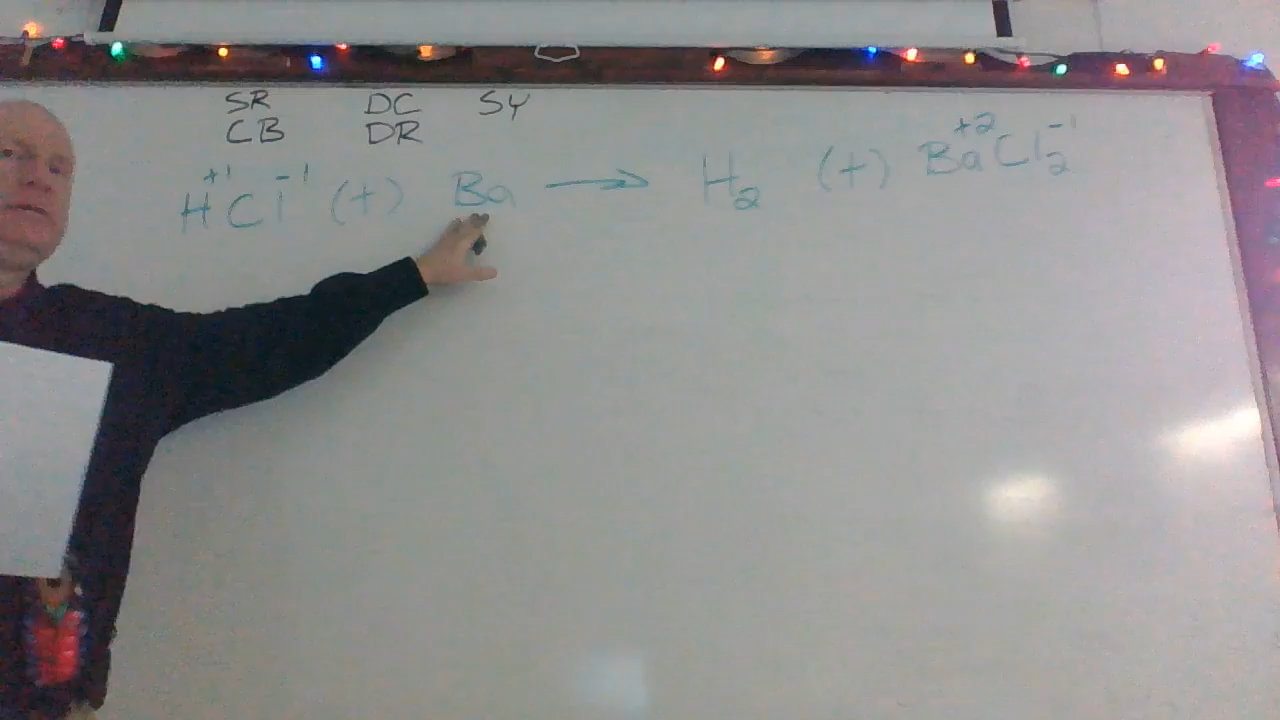 SR DC SY
CB DR
+1 -1 +2 -1
HCl (+) Ba → H2 (+) BaCl2